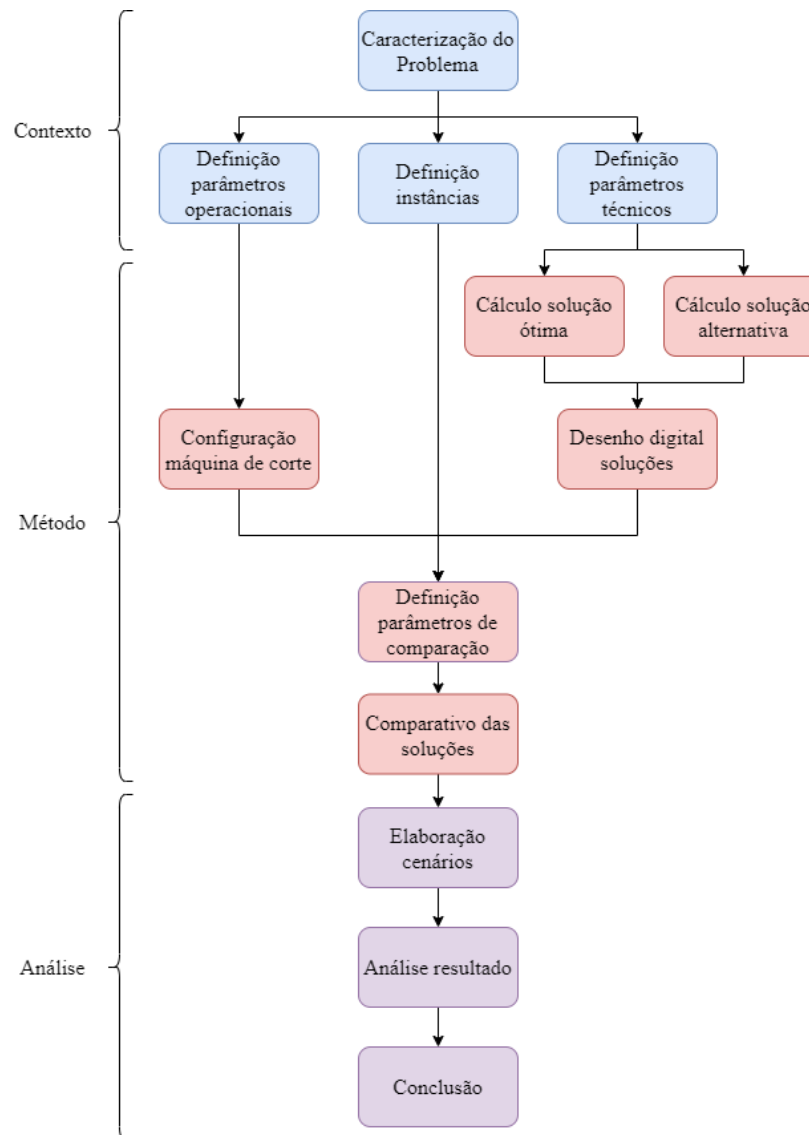 Caracterização do
Problema
Contexto
Definição
parâmetros
operacionais
Definição
instâncias
Definição
parâmetros
técnicos
Cálculo solução
ótima
Cálculo solução
alternativa
Configuração
máquina de corte
Desenho digital
soluções
Método
Definição
parâmetros de
comparação
Comparativo das
soluções
Elaboração
cenários
Análise
Análise resultado
Conclusão